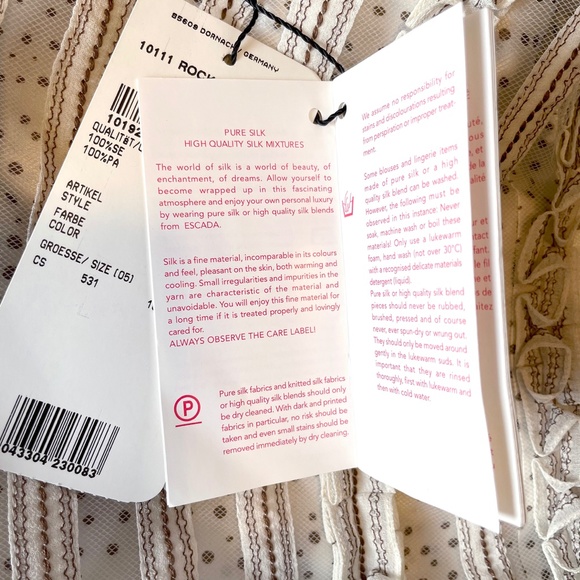 85609 DORNACH/GERMANY
10111 ROCK
10192
QUALITÄT/
100%SE
100%PA
ARTIKEL
STYLE
FARBE
COLOR
GROESSE/ SIZE (05)
CS 531
043304 230083
PURE SILK
HIGH QUALITY SILK MIXTURES
The world of silk is a world of beauty, of
enchantment, of dreams. Allow yourself to
become wrapped up in this fascinating
atmosphere and enjoy your own personal luxury
by wearing pure silk or high quality silk blends
from ESCADA.
Silk is a fine material, incomparable in its colours
and feel, pleasant on the skin, both warming and
cooling. Small irregularities and impurities in the
yarn are characteristic of the material and
unavoidable. You will enjoy this fine material for
a long time if it is treated properly and lovingly
cared for.
ALWAYS OBSERVE THE CARE LABEL!
P
Pure silk fabrics and knitted silk fabrics
or high quality silk blends should only
be dry cleaned. With dark and printed
fabrics in particular, no risk should be
taken and even small stains should be
removed immediately by dry cleaning.
We assume no responsibility for
stains and discolourations resulting
from perspiration or improper treat-
ment.
Some blouses and lingerie items
made of pure silk or a high
quality silk blend can be washed.
However, the following must be
observed in this instance. Never
soak, machine wash or boil these
materials! Only use a lukewarm
foam, hand wash (not over 30°C)
with a recognised delicate materials
detergent (liquid).
Pure silk or high quality silk blend
pieces should never be rubbed,
brushed, pressed and of course
never, ever spun-dry or wrung out.
They should only be moved around
gently in the lukewarm suds. It is
important that they are rinsed
thoroughly, first with lukewarm and
then with cold water.